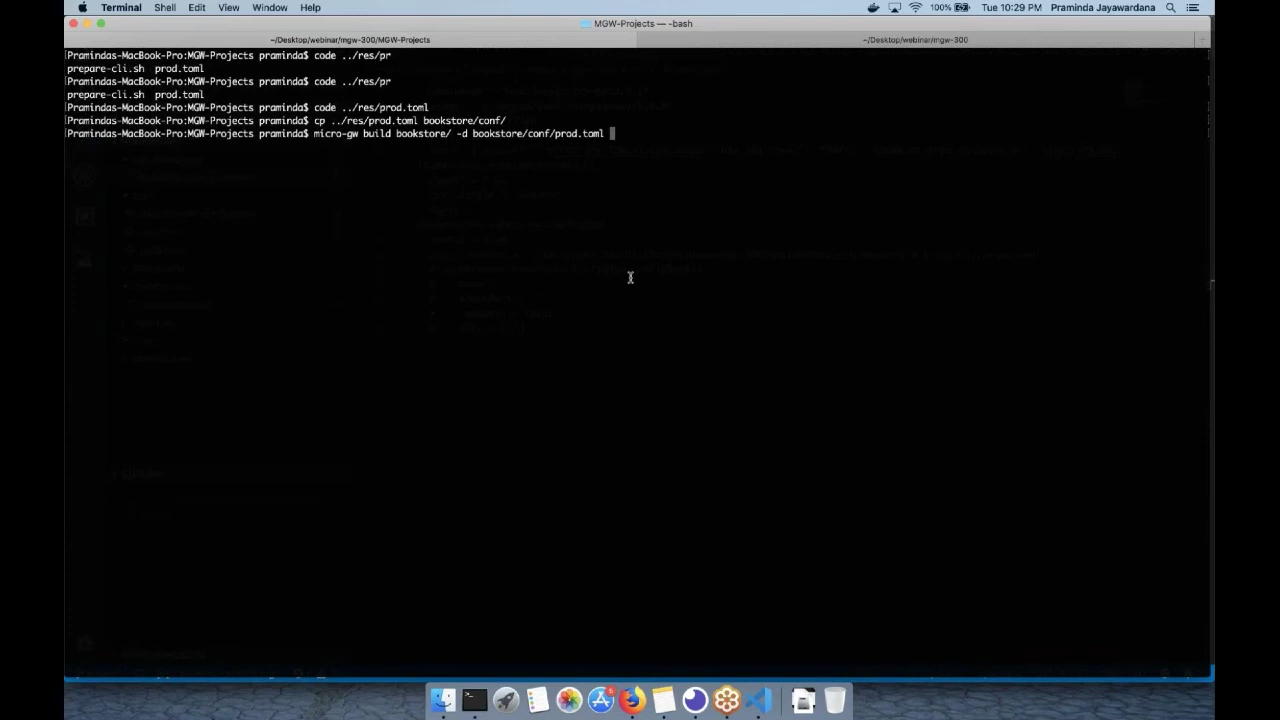 Terminal Shell Edit View Window Help 100% Tue 10:29 PM Praminda Jayawardana
MGW-Projects — -bash
~/Desktop/webinar/mgw-300/MGW-Projects ~/Desktop/webinar/mgw-300
[Pramindas-MacBook-Pro:MGW-Projects praminda$ code ../res/pr
prepare-cli.sh prod.toml
[Pramindas-MacBook-Pro:MGW-Projects praminda$ code ../res/pr
prepare-cli.sh prod.toml
[Pramindas-MacBook-Pro:MGW-Projects praminda$ code ../res/prod.toml
[Pramindas-MacBook-Pro:MGW-Projects praminda$ cp ../res/prod.toml bookstore/conf/
[Pramindas-MacBook-Pro:MGW-Projects praminda$ micro-gw build bookstore/ -d bookstore/conf/prod.toml